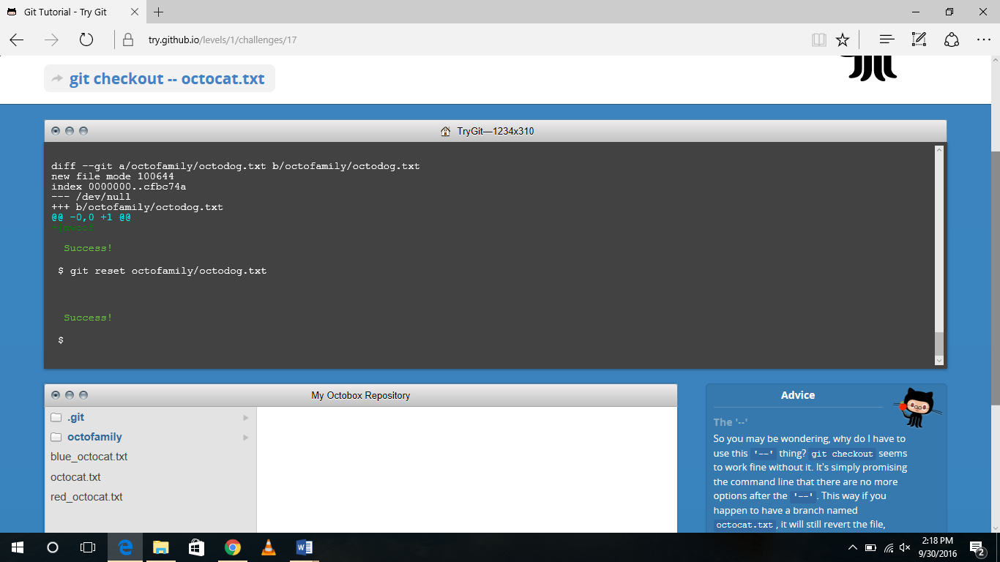 Git Tutorial - Try Git
try.github.io/levels/1/challenges/17
git checkout -- octocat.txt
TryGit—1234x310
diff --git a/octofamily/octodog.txt b/octofamily/octodog.txt
new file mode 100644
index 0000000..cfbc74a
--- /dev/null
+++ b/octofamily/octodog.txt
@@ -0,0 +1 @@
Success!
$ git reset octofamily/octodog.txt
Success!
$
My Octobox Repository
.git
octofamily
blue_octocat.txt
octocat.txt
red_octocat.txt
Advice
The '--'
So you may be wondering, why do I have to
use this '--' thing? git checkout seems
to work fine without it. It's simply promising
the command line that there are no more
options after the '--'. This way if you
happen to have a branch named
octocat.txt, it will still revert the file,
2:18 PM
9/30/2016
2